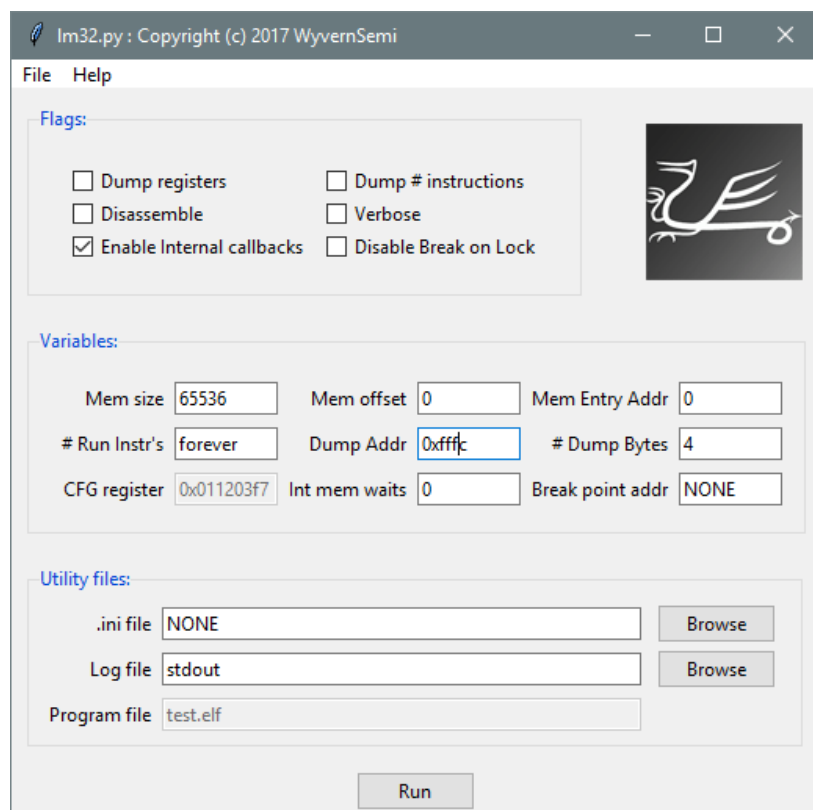 lm32.py : Copyright (c) 2017 WyvernSemi
File Help
Flags:
Dump registers Dump # instructions
Disassemble Verbose
Enable Internal callbacks Disable Break on Lock
Variables:
Mem size 65536 Mem offset 0 Mem Entry Addr 0
# Run Instr's forever Dump Addr 0xfffc # Dump Bytes 4
CFG register 0x011203f7 Int mem waits 0 Break point addr NONE
Utility files:
.ini file NONE Browse
Log file stdout Browse
Program file test.elf
Run